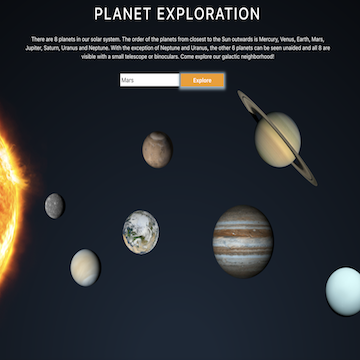 PLANET EXPLORATION
There are 8 planets in our solar system. The order of the planets from closest to the Sun outwards is Mercury, Venus, Earth, Mars,
Jupiter, Saturn, Uranus and Neptune. With the exception of Neptune and Uranus, the other 6 planets can be seen unaided and all 8 are
visible with a small telescope or binoculars. Come explore our galactic neighborhood!
Mars Explore